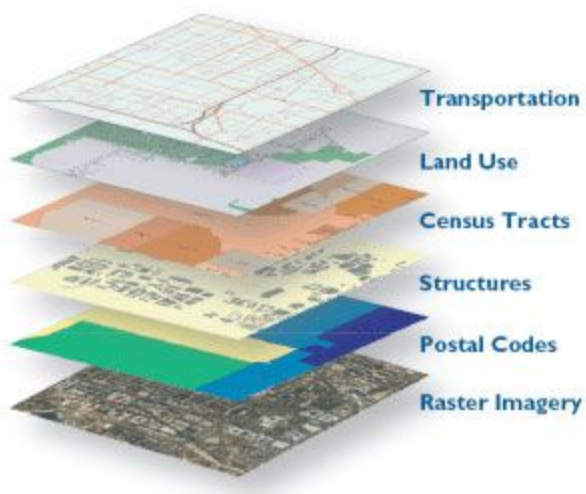 Transportation
Land Use
Census Tracts
Structures
Postal Codes
Raster Imagery